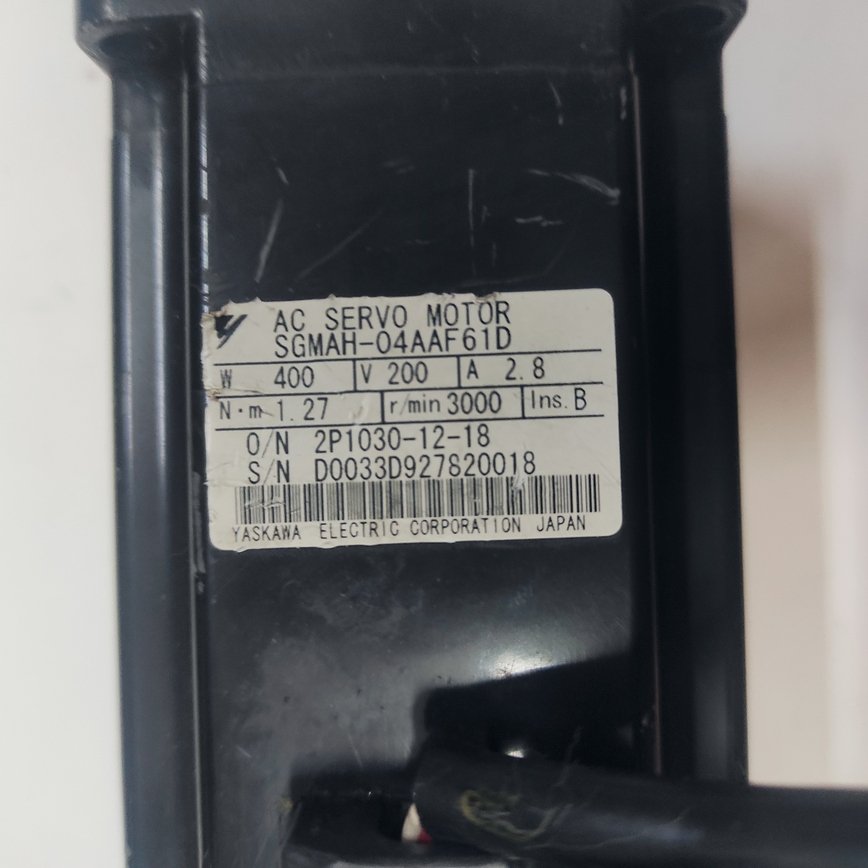 AC SERVO MOTOR
SGMAH-04AAF61D
W 400 V 200 A 2.8
N·m 1.27 r/min 3000 Ins. B
O/N 2P1030-12-18
S/N D0033D927820018
YASKAWA ELECTRIC CORPORATION JAPAN